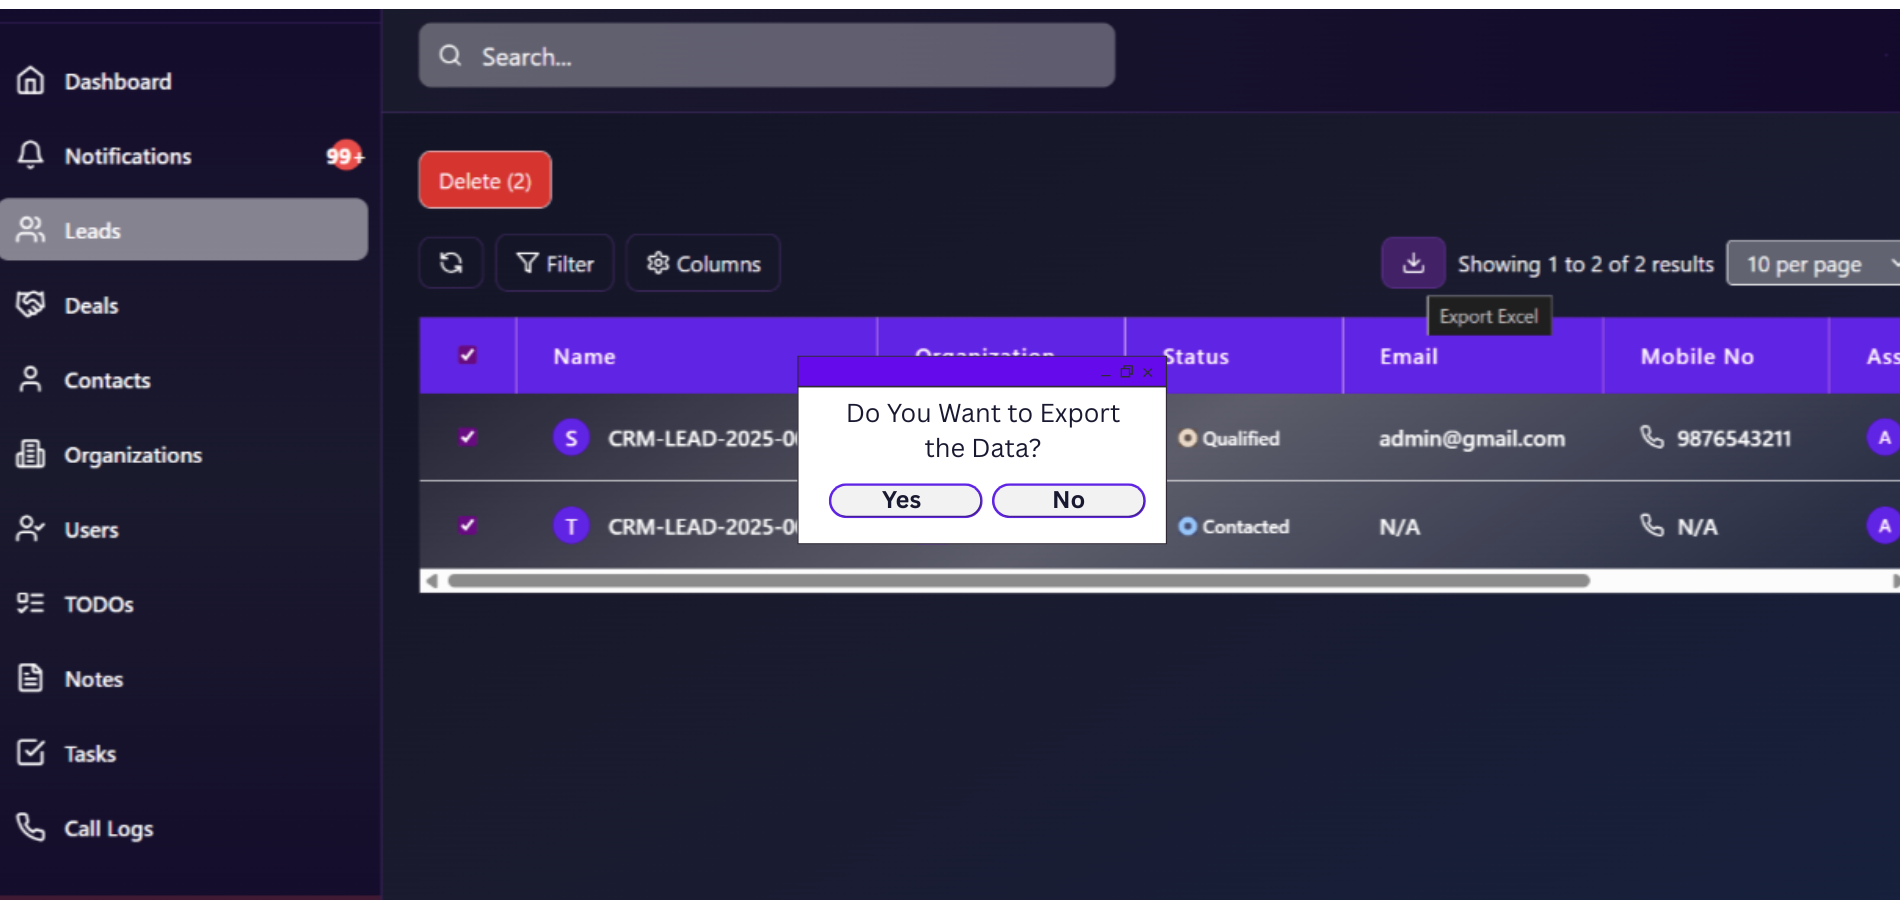 Search...
Dashboard
Notifications 99+
Leads
Deals
Contacts
Organizations
Users
TODOs
Notes
Tasks
Call Logs
Delete (2)
Filter
Columns
Showing 1 to 2 of 2 results
10 per page
Export Excel
Name Organization Status Email Mobile No
S CRM-LEAD-2025- Qualified admin@gmail.com 9876543211 A
T CRM-LEAD-2025- Contacted N/A N/A A
Do You Want to Export
the Data?
Yes No